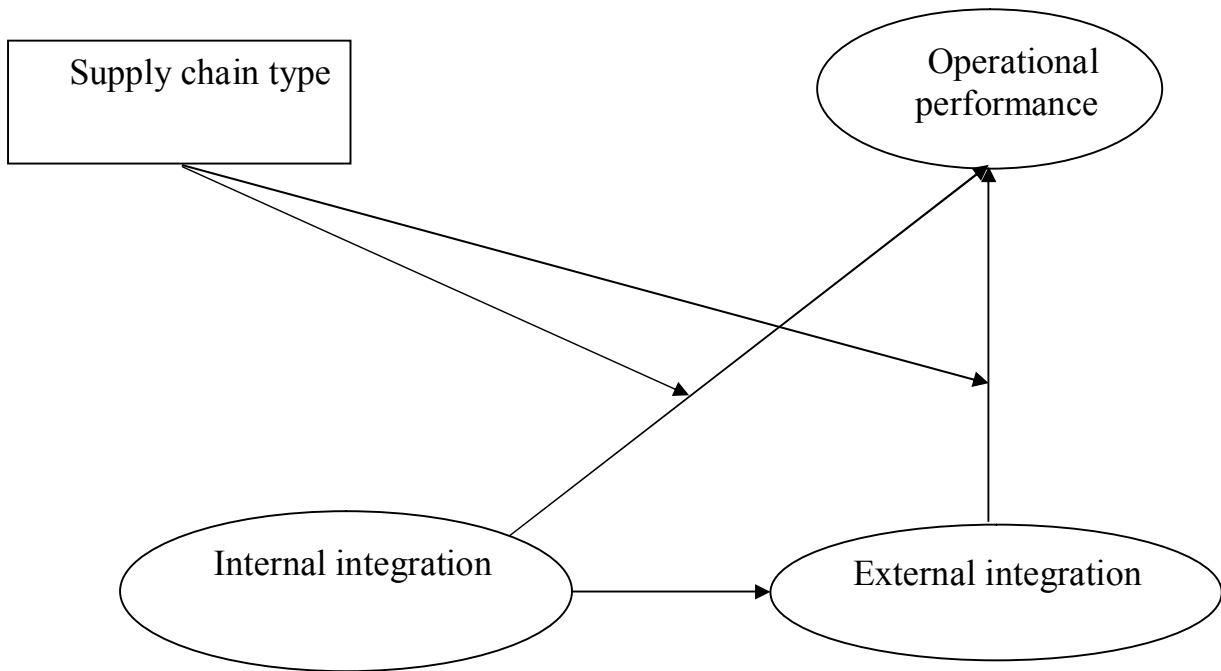 Supply chain type
Operational
performance
Internal integration
External integration